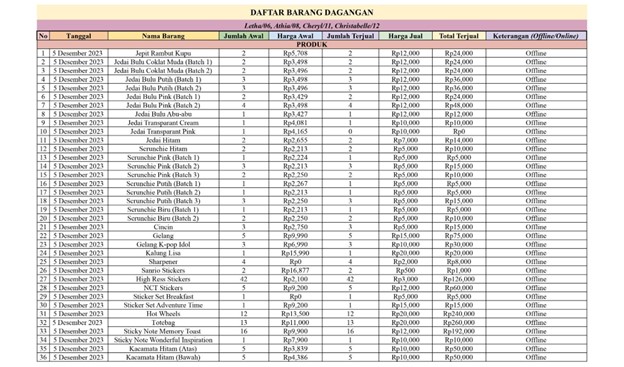 DAFTAR BARANG DAGANGAN
Letha/06, Athia/08, Cheryl/11, Christabelle/12
No Tanggal Nama Barang Jumlah Awal Harga Awal Jumlah Terjual Harga Jual Total Terjual Keterangan (Offline/Online)
PRODUK
1 5 Desember 2023 Jepit Rambut Kupu 2 Rp5,708 2 Rp12,000 Rp24,000 Offline
2 5 Desember 2023 Jedai Bulu Coklat Muda (Batch 1) 2 Rp3,498 2 Rp12,000 Rp24,000 Offline
3 5 Desember 2023 Jedai Bulu Coklat Muda (Batch 2) 2 Rp3,496 2 Rp12,000 Rp24,000 Offline
4 5 Desember 2023 Jedai Bulu Putih (Batch 1) 3 Rp3,498 3 Rp12,000 Rp36,000 Offline
5 5 Desember 2023 Jedai Bulu Putih (Batch 2) 3 Rp3,496 3 Rp12,000 Rp36,000 Offline
6 5 Desember 2023 Jedai Bulu Pink (Batch 1) 2 Rp3,429 2 Rp12,000 Rp24,000 Offline
7 5 Desember 2023 Jedai Bulu Pink (Batch 2) 4 Rp3,498 4 Rp12,000 Rp48,000 Offline
8 5 Desember 2023 Jedai Bulu Abu-abu 1 Rp3,427 1 Rp12,000 Rp12,000 Offline
9 5 Desember 2023 Jedai Transparant Cream 1 Rp4,081 1 Rp10,000 Rp10,000 Offline
10 5 Desember 2023 Jedai Transparant Pink 1 Rp4,165 0 Rp10,000 Rp0 Offline
11 5 Desember 2023 Jedai Hitam 2 Rp2,655 2 Rp7,000 Rp14,000 Offline
12 5 Desember 2023 Scrunchie Hitam 2 Rp2,213 2 Rp5,000 Rp10,000 Offline
13 5 Desember 2023 Scrunchie Pink (Batch 1) 1 Rp2,224 1 Rp5,000 Rp5,000 Offline
14 5 Desember 2023 Scrunchie Pink (Batch 2) 3 Rp2,213 3 Rp5,000 Rp15,000 Offline
15 5 Desember 2023 Scrunchie Pink (Batch 3) 2 Rp2,250 2 Rp5,000 Rp10,000 Offline
16 5 Desember 2023 Scrunchie Putih (Batch 1) 1 Rp2,267 1 Rp5,000 Rp5,000 Offline
17 5 Desember 2023 Scrunchie Putih (Batch 2) 1 Rp2,213 1 Rp5,000 Rp5,000 Offline
18 5 Desember 2023 Scrunchie Putih (Batch 3) 3 Rp2,250 3 Rp5,000 Rp15,000 Offline
19 5 Desember 2023 Scrunchie Biru (Batch 1) 1 Rp2,213 1 Rp5,000 Rp5,000 Offline
20 5 Desember 2023 Scrunchie Biru (Batch 2) 2 Rp2,250 2 Rp5,000 Rp10,000 Offline
21 5 Desember 2023 Cincin 3 Rp2,750 3 Rp5,000 Rp15,000 Offline
22 5 Desember 2023 Gelang 5 Rp9,990 5 Rp15,000 Rp75,000 Offline
23 5 Desember 2023 Gelang K-pop Idol 3 Rp6,990 3 Rp10,000 Rp30,000 Offline
24 5 Desember 2023 Kalung Lisa 1 Rp15,990 1 Rp20,000 Rp20,000 Offline
25 5 Desember 2023 Sharpener 4 Rp0 4 Rp2,000 Rp8,000 Offline
26 5 Desember 2023 Sanrio Stickers 2 Rp16,877 2 Rp500 Rp1,000 Offline
27 5 Desember 2023 High Ress Stickers 42 Rp2,100 42 Rp3,000 Rp126,000 Offline
28 5 Desember 2023 NCT Stickers 5 Rp9,200 5 Rp12,000 Rp60,000 Offline
29 5 Desember 2023 Sticker Set Breakfast 1 Rp0 1 Rp5,000 Rp5,000 Offline
30 5 Desember 2023 Sticker Set Adventure Time 1 Rp9,200 1 Rp15,000 Rp15,000 Offline
31 5 Desember 2023 Hot Wheels 12 Rp13,500 12 Rp20,000 Rp240,000 Offline
32 5 Desember 2023 Totebag 13 Rp11,000 13 Rp20,000 Rp260,000 Offline
33 5 Desember 2023 Sticky Note Memory Toast 16 Rp9,900 16 Rp12,000 Rp192,000 Offline
34 5 Desember 2023 Sticky Note Wonderful Inspiration 1 Rp7,900 1 Rp10,000 Rp10,000 Offline
35 5 Desember 2023 Kacamata Hitam (Atas) 5 Rp3,839 5 Rp10,000 Rp50,000 Offline
36 5 Desember 2023 Kacamata Hitam (Bawah) 5 Rp4,386 5 Rp10,000 Rp50,000 Offline